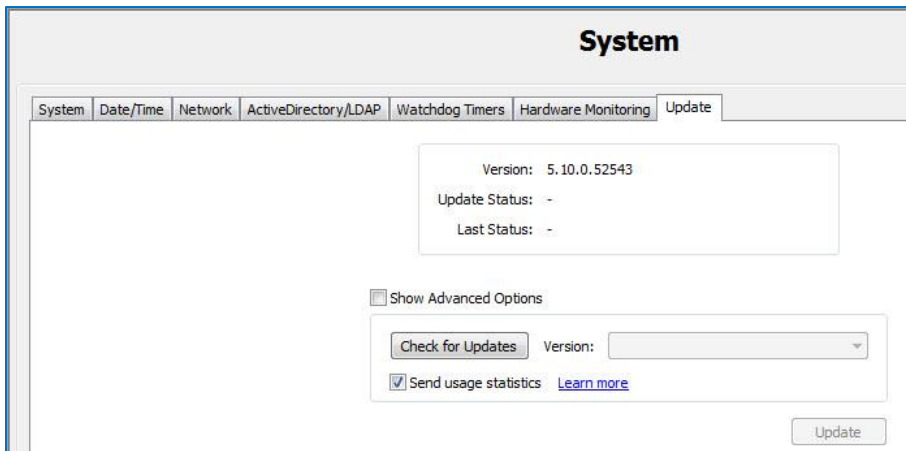 System
System Date/Time Network ActiveDirectory/LDAP Watchdog Timers Hardware Monitoring Update
Version: 5.10.0.52543
Update Status: -
Last Status: -
Show Advanced Options
Check for Updates Version:
Send usage statistics Learn more
Update